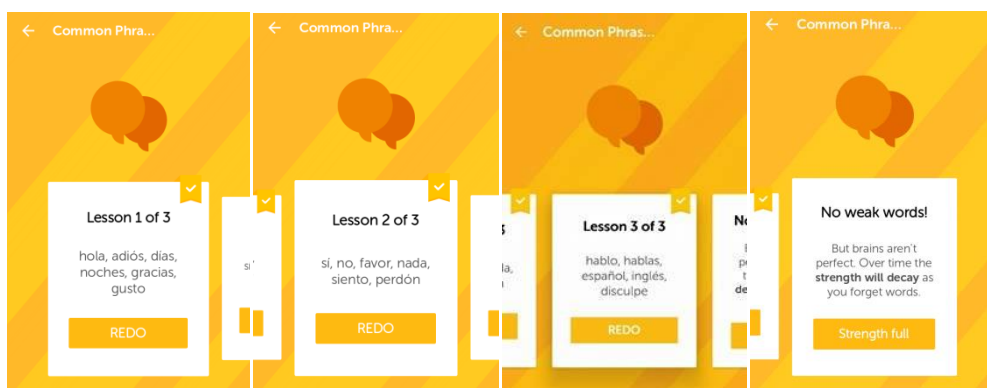 ← Common Phra...
Lesson 1 of 3
hola, adiós, días,
noches, gracias,
gusto
REDO
← Common Phra...
Lesson 2 of 3
sí, no, favor, nada,
siento, perdón
REDO
← Common Phras...
Lesson 3 of 3
hablo, hablas,
español, inglés,
disculpe
REDO
← Common Phra...
No weak words!
But brains aren't
perfect. Over time the
strength will decay as
you forget words.
Strength full